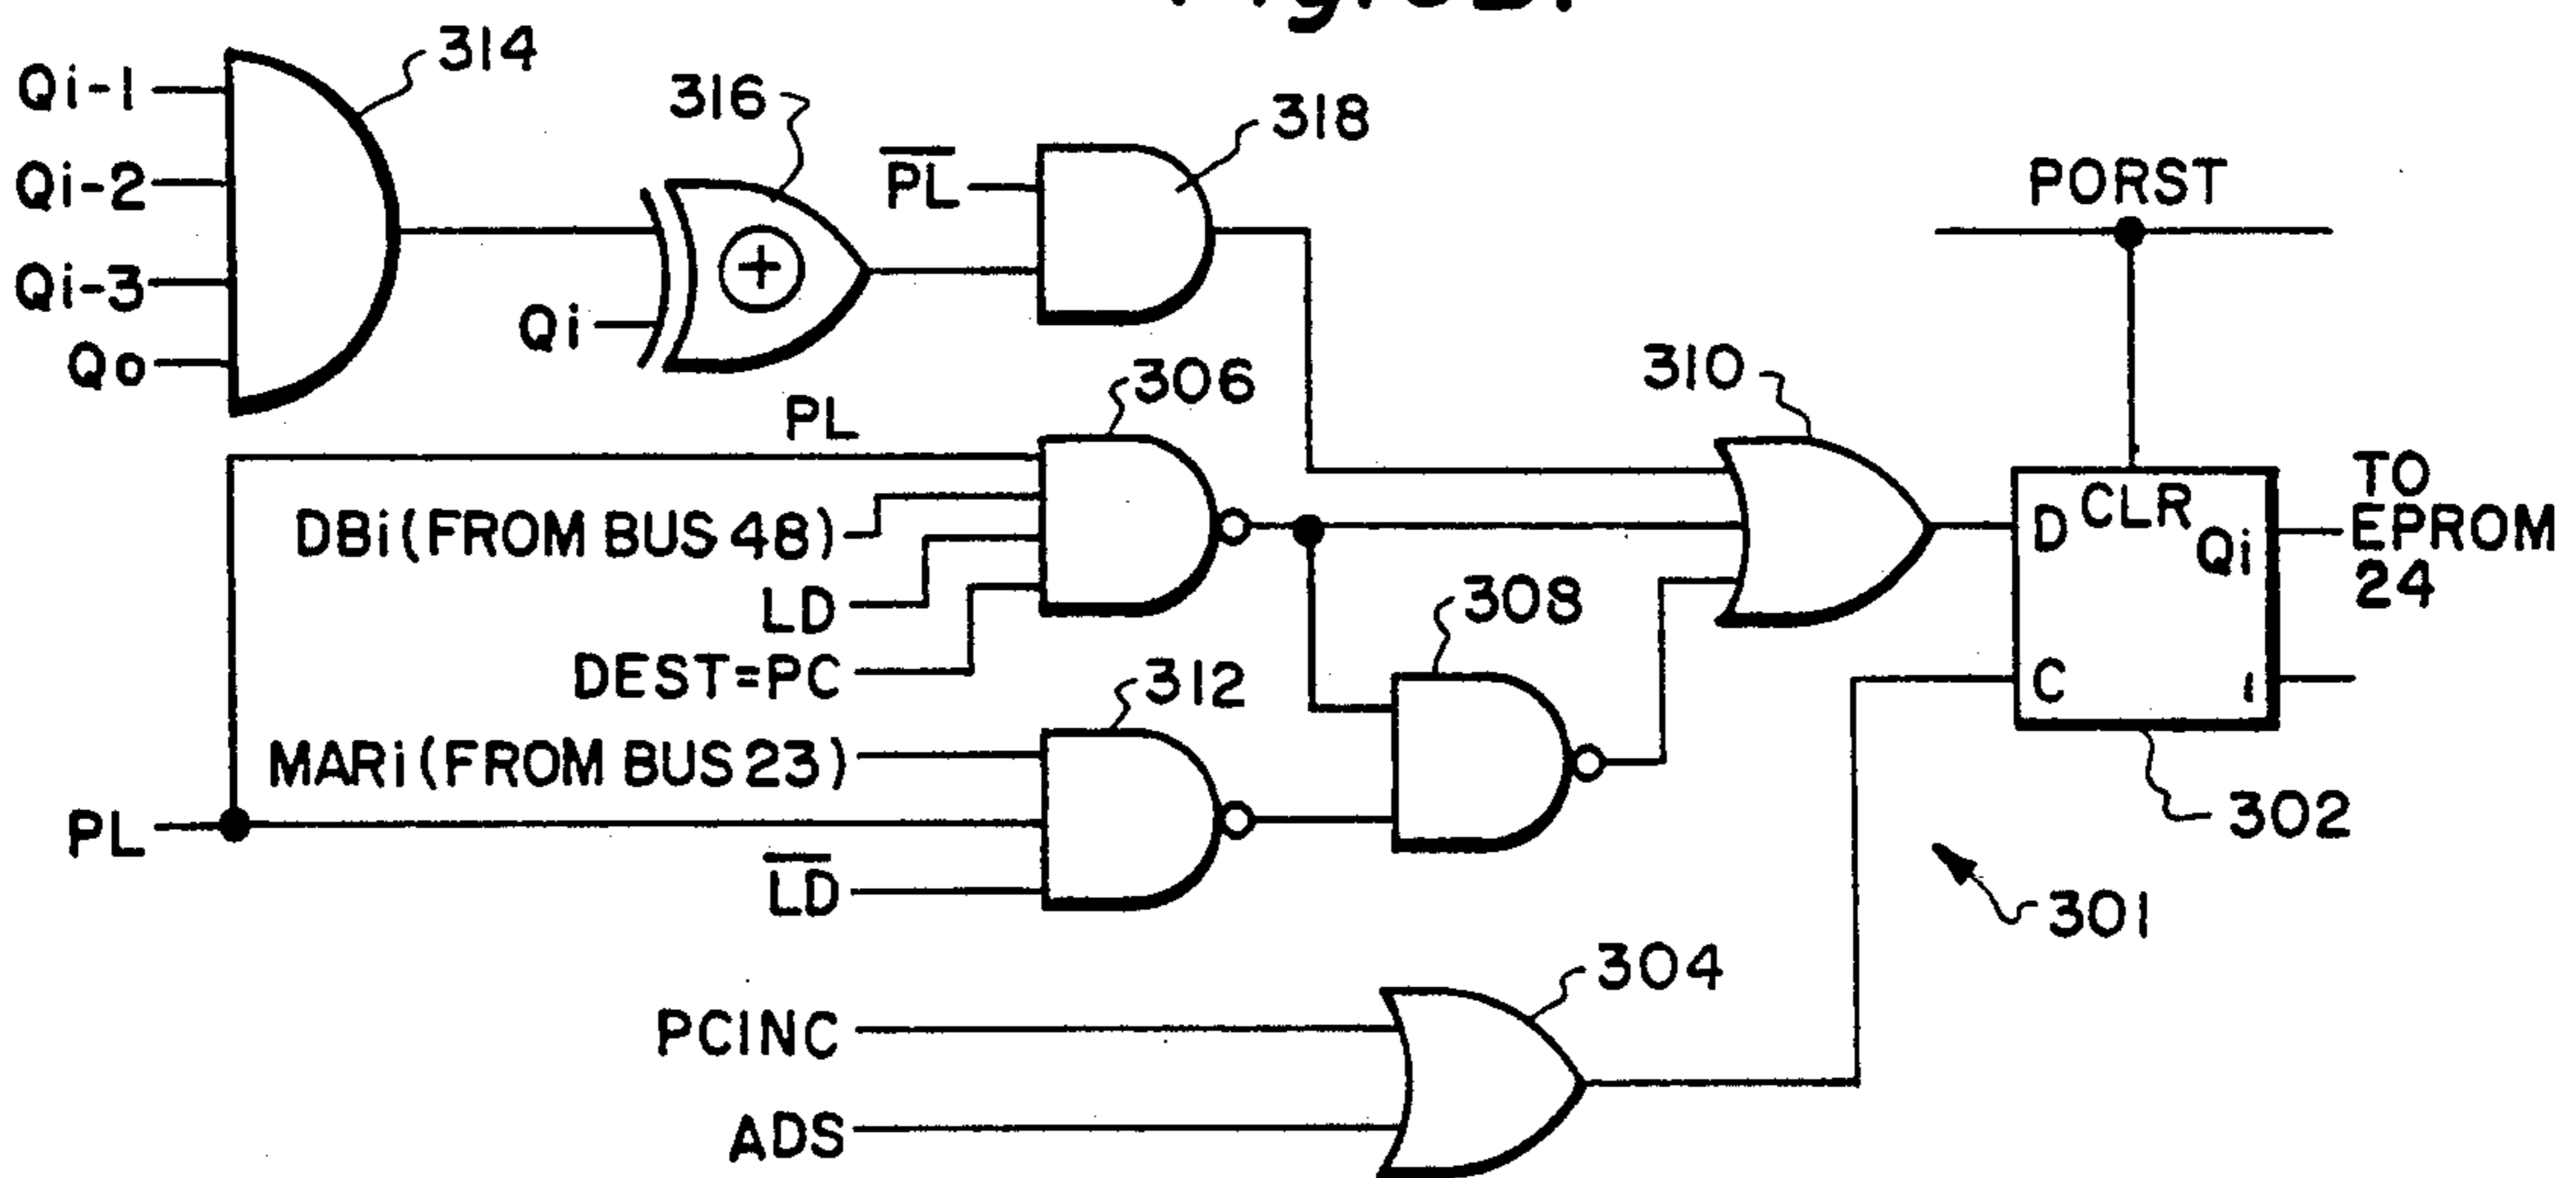 314
Qi-1
316
318
PL
PORST
Qi-2
Qi-3
Qi
Qo
310
306
PL
TO
EPROM
24
D
CLR
Qi
DBi(FROM BUS 48)
LD
308
DEST=PC
312
C
MARi(FROM BUS 23)
PL
302
LD
301
304
PCINC
ADS